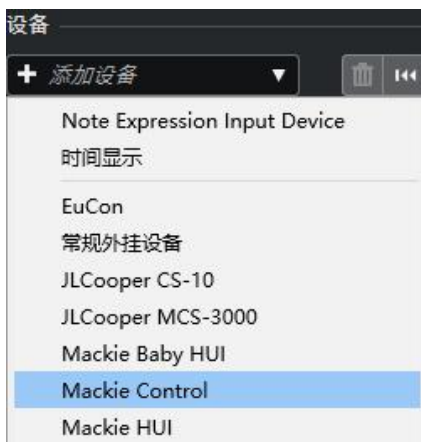 设备
添加设备
Note Expression Input Device
时间显示
EuCon
常规外挂设备
JLCooper CS-10
JLCooper MCS-3000
Mackie Baby HUI
Mackie Control
Mackie HUI